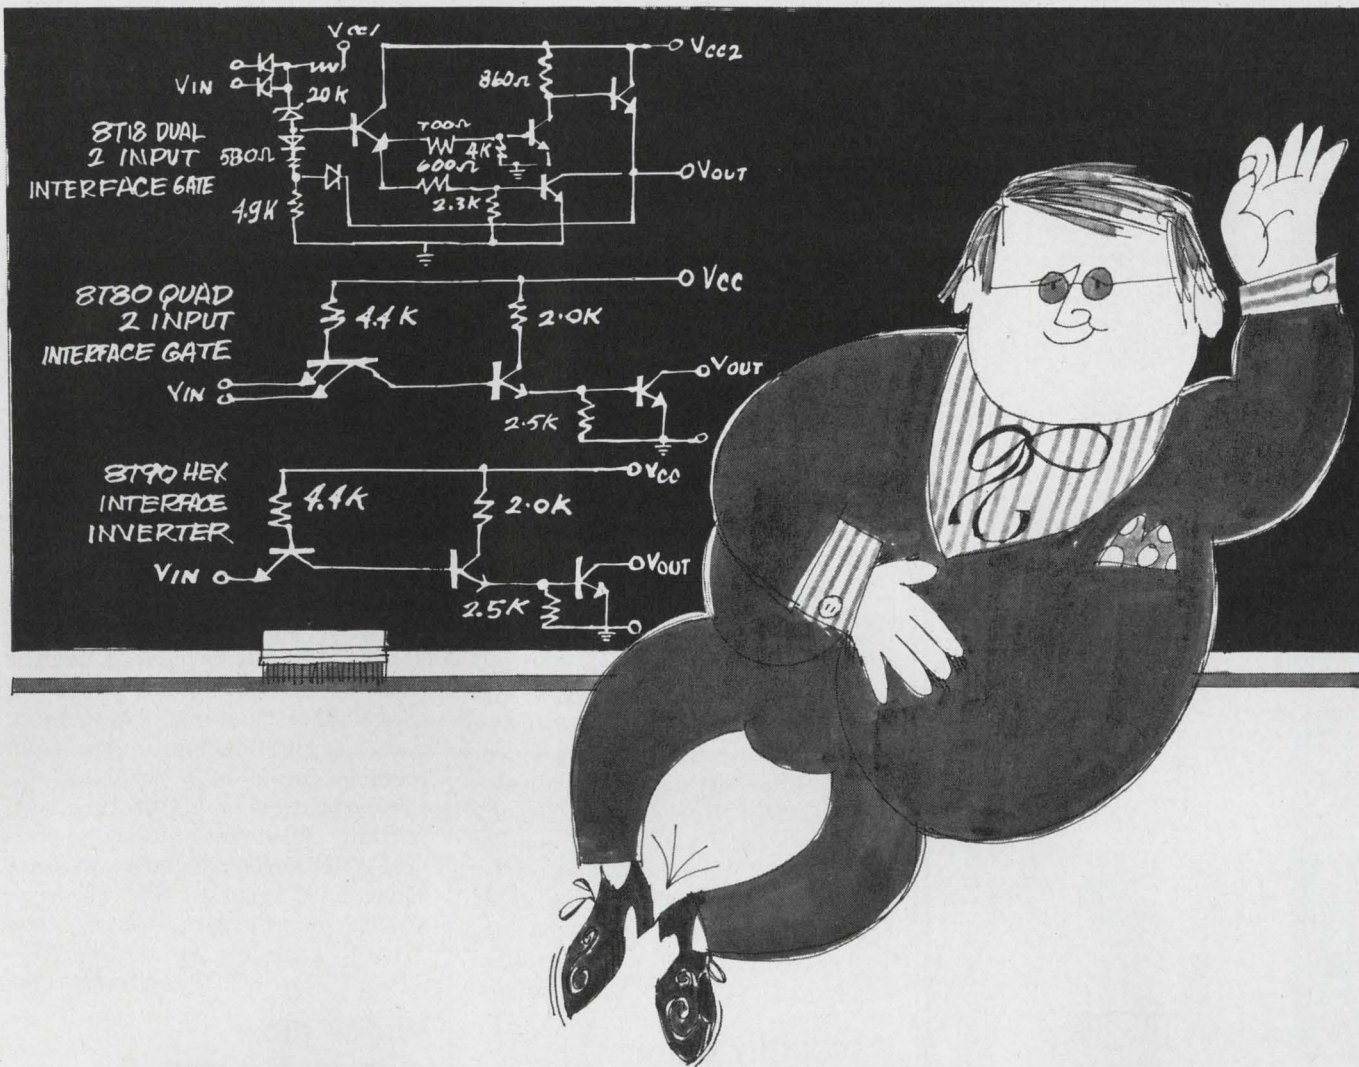 VCC1
VCC2
VIN
20K
860Ω
8T18 DUAL
2 INPUT
INTERFACE GATE
580Ω
700Ω
4K
600Ω
VOUT
4.9K
2.3K
8T80 QUAD
2 INPUT
INTERFACE GATE
VCC
4.4K
2.0K
VIN
VOUT
2.5K
8T90 HEX
INTERFACE
INVERTER
VCC
4.4K
2.0K
VIN
VOUT
2.5K